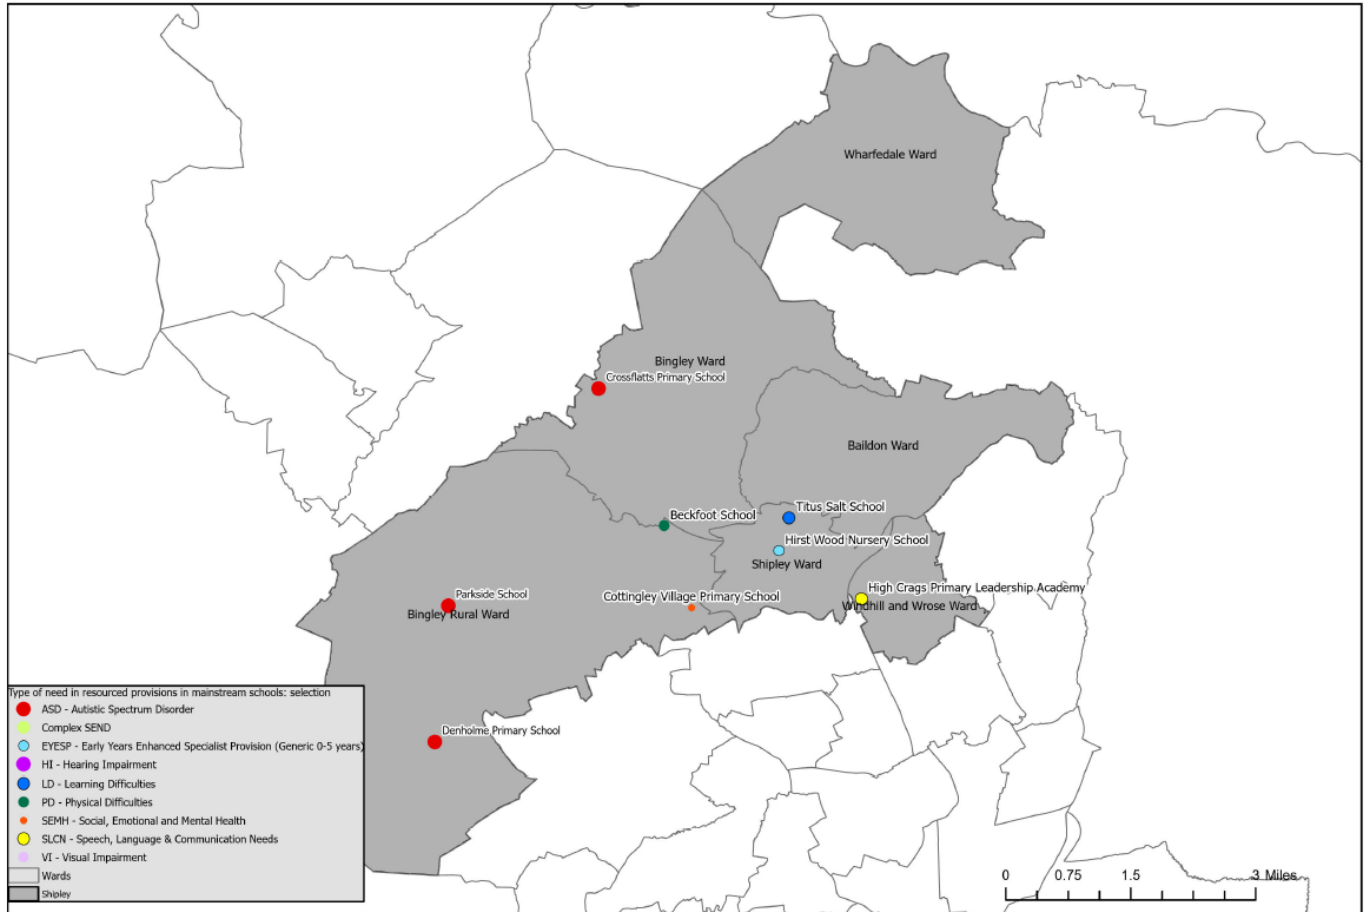 Wharfedale Ward
Bingley Ward
Crossflatts Primary School
Baildon Ward
Titus Salt School
Beckfoot School
Hirst Wood Nursery School
Shipley Ward
High Crags Primary Leadership Academy
Cottingley Village Primary School
Windhill and Wrose Ward
Parkside School
Bingley Rural Ward
Denholme Primary School
Type of need in resourced provisions in mainstream schools: selection
ASD - Autistic Spectrum Disorder
Complex SEND
EYESP - Early Years Enhanced Specialist Provision (Generic 0-5 years)
HI - Hearing Impairment
LD - Learning Difficulties
PD - Physical Difficulties
SEMH - Social, Emotional and Mental Health
SLCN - Speech, Language & Communication Needs
VI - Visual Impairment
Wards
Shipley
0 0.75 1.5 3 Miles